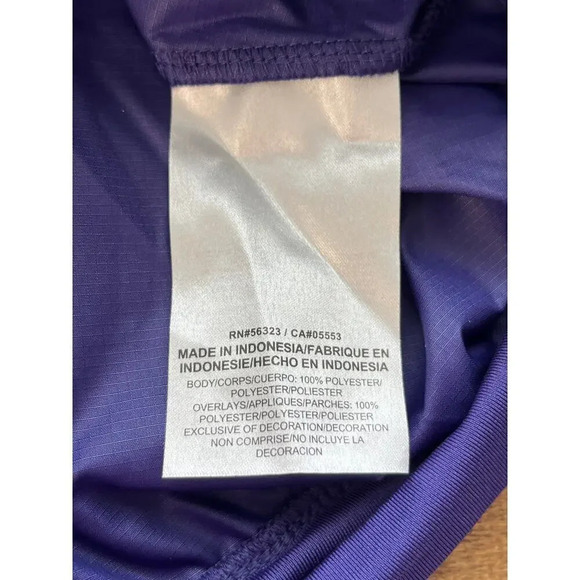 RN#56323 / CA#05553
MADE IN INDONESIA/FABRIQUE EN
INDONESIE/HECHO EN INDONESIA
BODY/CORPS/CUERPO: 100% POLYESTER/
POLYESTER/POLIESTER
OVERLAYS/APPLIQUES/PARCHES: 100%
POLYESTER/POLYESTER/POLIESTER
EXCLUSIVE OF DECORATION/DECORATION
NON COMPRISE/NO INCLUYE LA
DECORACION